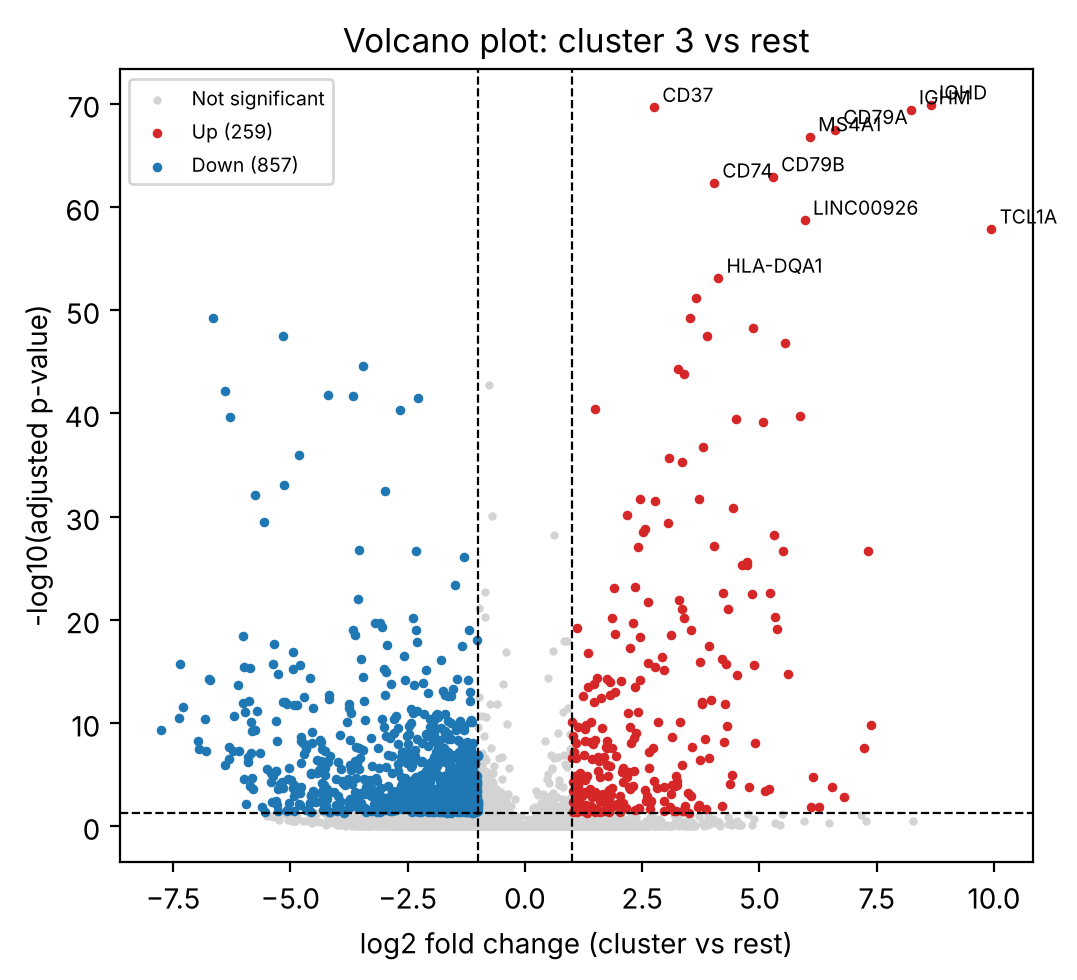 Volcano plot: cluster 3 vs rest
Not significant
Up (259)
Down (857)
CD37
IGHD
IGHM
CD79A
MS4A1
CD79B
CD74
LINC00926
TCL1A
HLA-DQA1
70
60
50
40
30
20
10
0
-log10(adjusted p-value)
−7.5
−5.0
−2.5
0.0
2.5
5.0
7.5
10.0
log2 fold change (cluster vs rest)